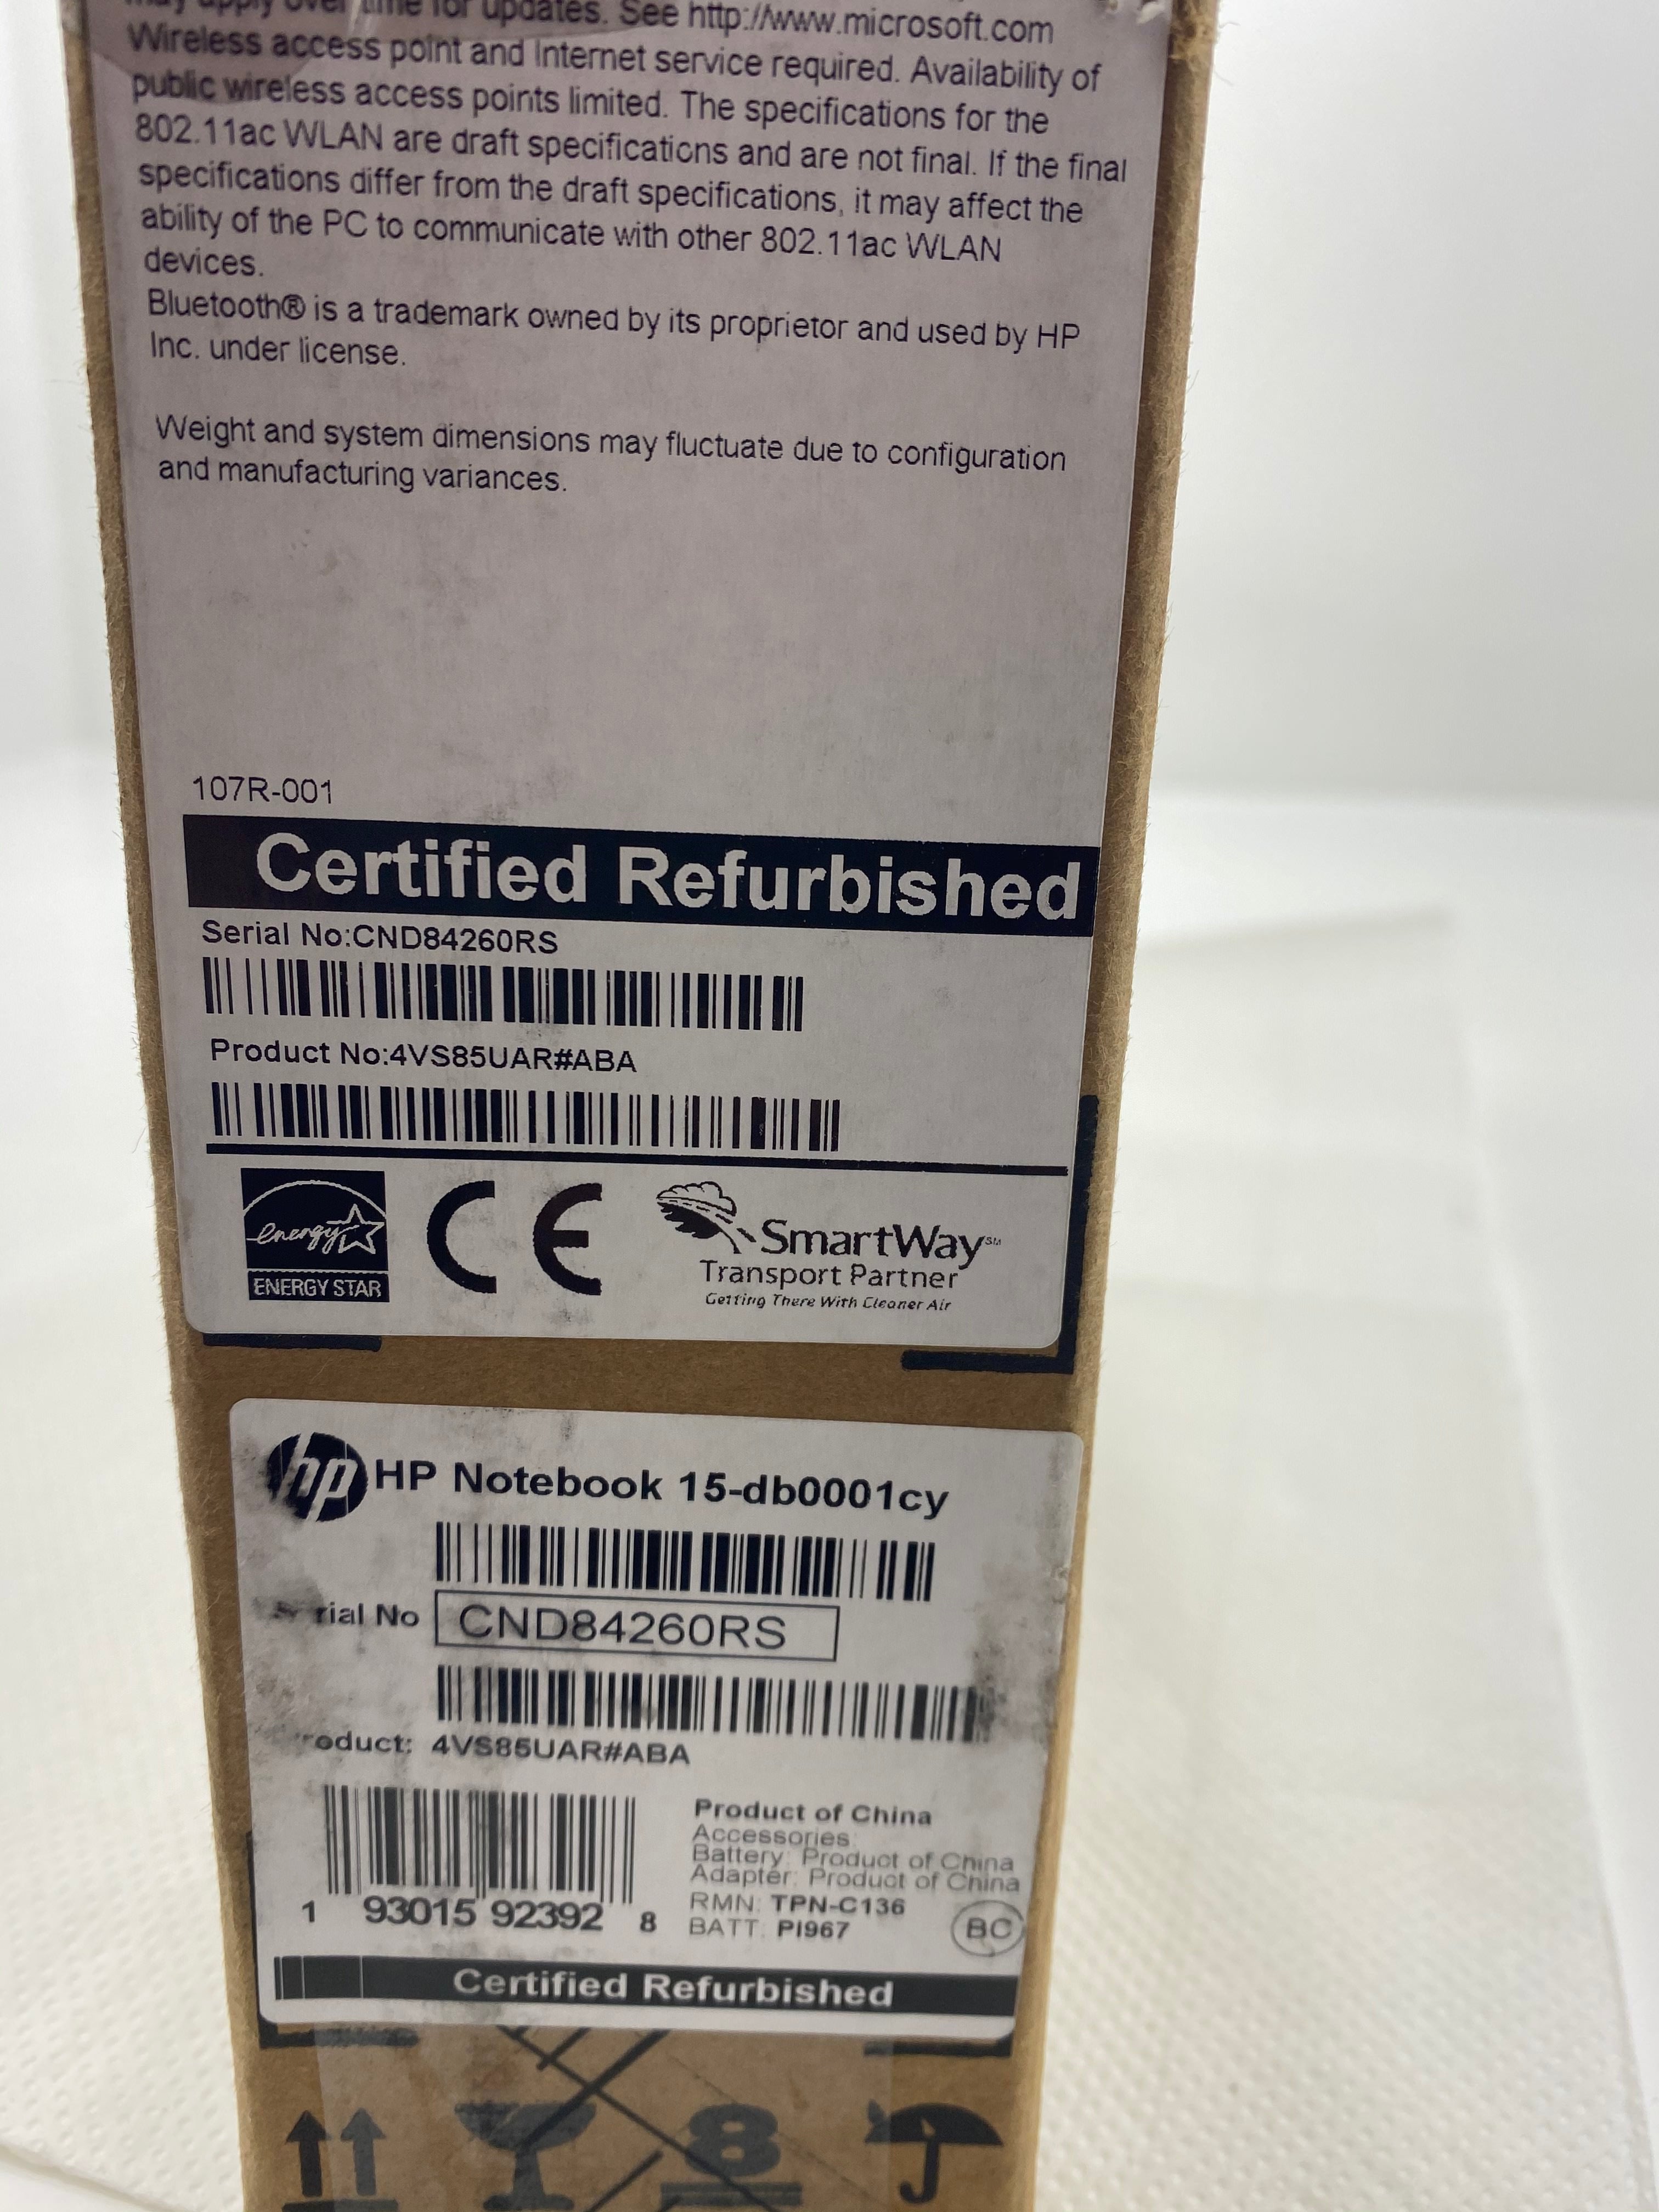 may apply over time for updates. See http://www.microsoft.com
Wireless access point and Internet service required. Availability of
public wireless access points limited. The specifications for the
802.11ac WLAN are draft specifications and are not final. If the final
specifications differ from the draft specifications, it may affect the
ability of the PC to communicate with other 802.11ac WLAN
devices.
Bluetooth® is a trademark owned by its proprietor and used by HP
Inc. under license.
Weight and system dimensions may fluctuate due to configuration
and manufacturing variances.
107R-001
Certified Refurbished
Serial No:CND84260RS
Product No:4VS85UAR#ABA
energy
ENERGY STAR
CE
SmartWay℠
Transport Partner
Getting There With Cleaner Air
hp HP Notebook 15-db0001cy
Serial No CND84260RS
Product: 4VS85UAR#ABA
Product of China
Accessories:
Battery: Product of China
Adapter: Product of China
RMN: TPN-C136
BATT: PI967
BC
1 93015 92392 8
Certified Refurbished
8